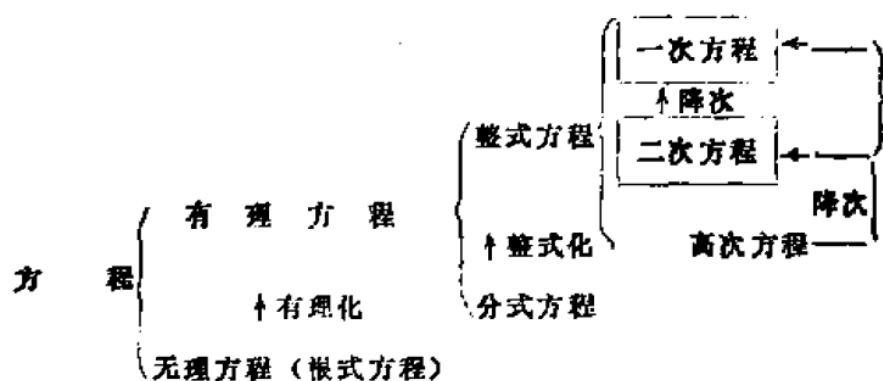 一次方程
↑降次
整式方程 二次方程
有理方程 降次
↑整式化 高次方程
方程
↑有理化 分式方程
无理方程（根式方程）